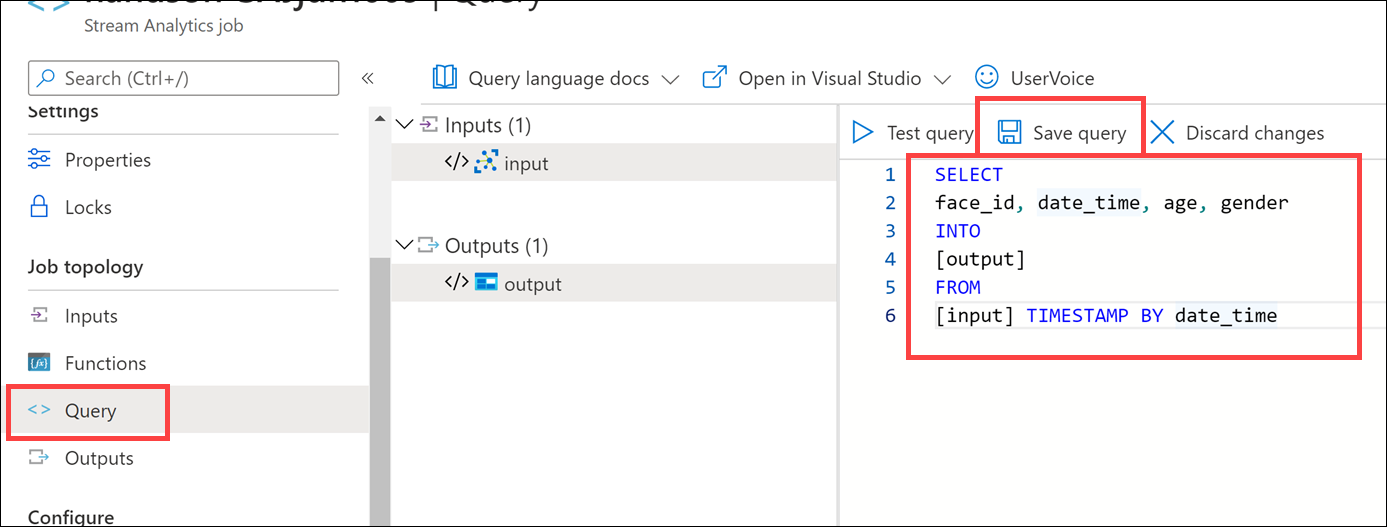 | Query
Stream Analytics job
Search (Ctrl+/)
«
Query language docs
Open in Visual Studio
UserVoice
Settings
Properties
Locks
Job topology
Inputs
Functions
Query
Outputs
Configure
Inputs (1)
</> input
Outputs (1)
</> output
Test query
Save query
Discard changes
1 SELECT
2 face_id, date_time, age, gender
3 INTO
4 [output]
5 FROM
6 [input] TIMESTAMP BY date_time